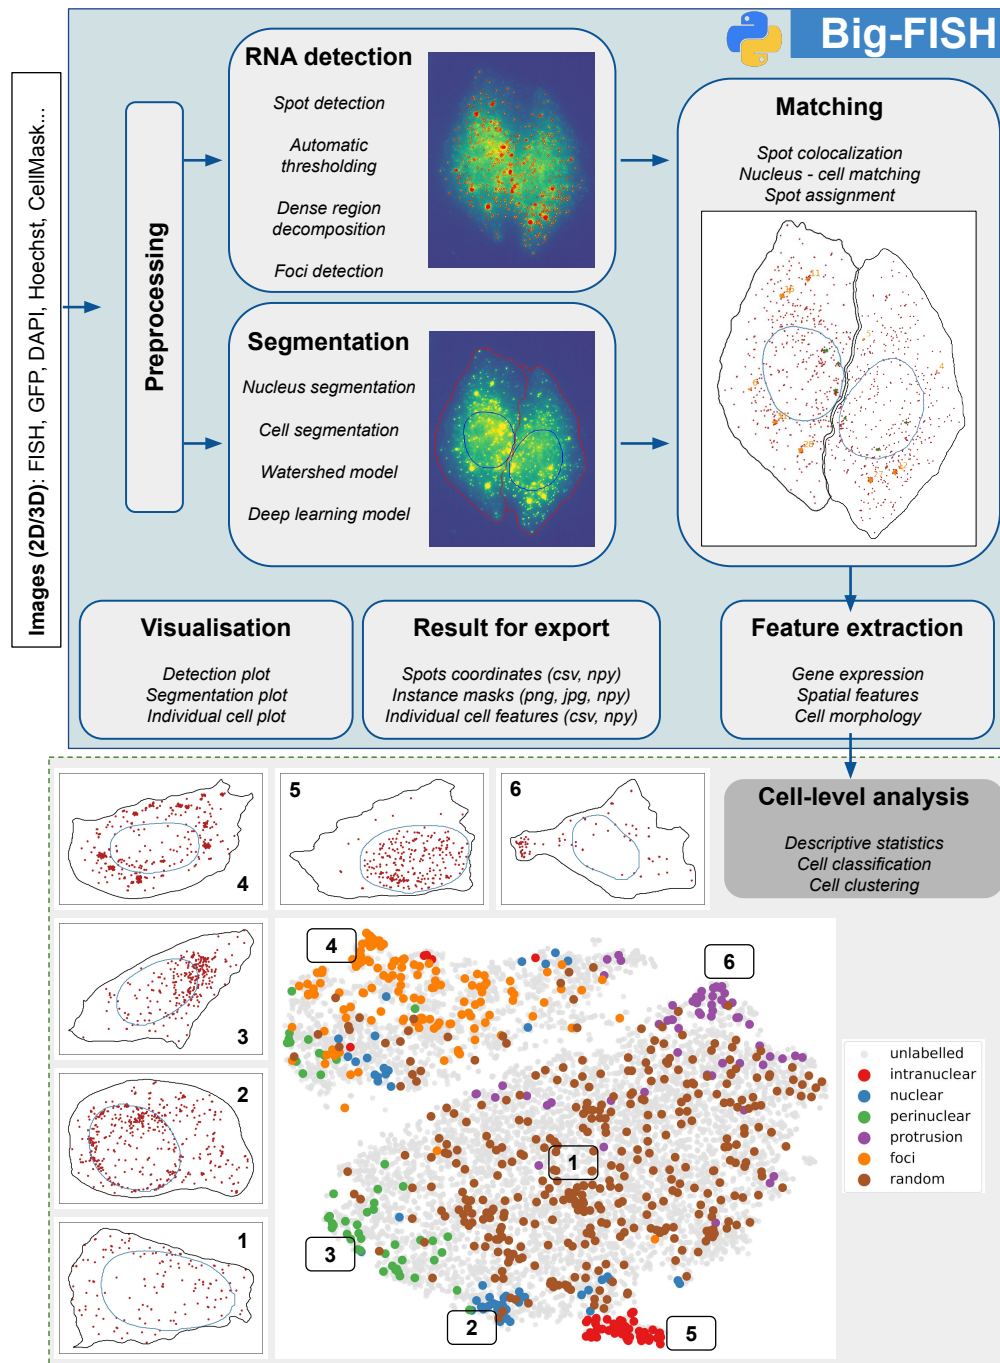 Big-FISH
Images (2D/3D): FISH, GFP, DAPI, Hoechst, CellMask...
Preprocessing
RNA detection
Spot detection
Automatic
thresholding
Dense region
decomposition
Foci detection
Segmentation
Nucleus segmentation
Cell segmentation
Watershed model
Deep learning model
Matching
Spot colocalization
Nucleus - cell matching
Spot assignment
11
4
Visualisation
Detection plot
Segmentation plot
Individual cell plot
Result for export
Spots coordinates (csv, npy)
Instance masks (png, jpg, npy)
Individual cell features (csv, npy)
Feature extraction
Gene expression
Spatial features
Cell morphology
Cell-level analysis
Descriptive statistics
Cell classification
Cell clustering
4
5
6
3
2
1
4
6
1
3
2
5
unlabelled
intranuclear
nuclear
perinuclear
protrusion
foci
random